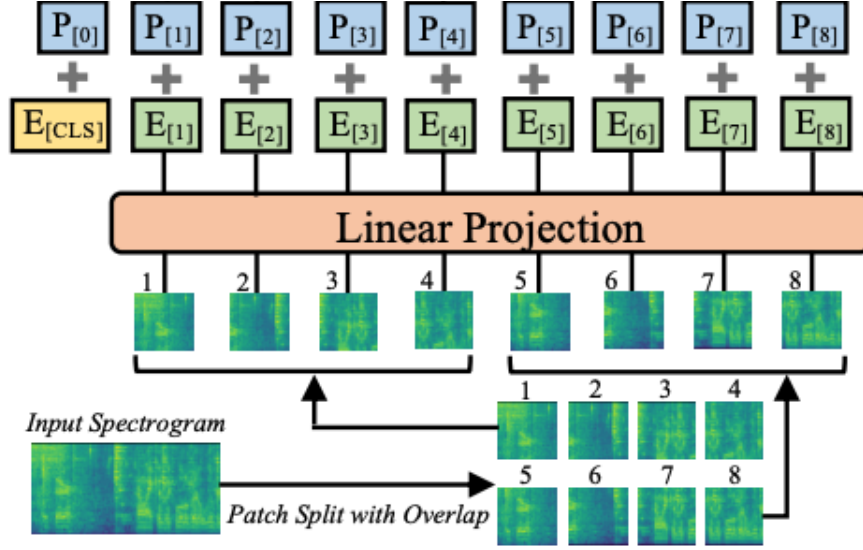 P[0] P[1] P[2] P[3] P[4] P[5] P[6] P[7] P[8]
+ + + + + + + + +
E[CLS] E[1] E[2] E[3] E[4] E[5] E[6] E[7] E[8]
Linear Projection
1 2 3 4 5 6 7 8
1 2 3 4
Input Spectrogram
5 6 7 8
Patch Split with Overlap